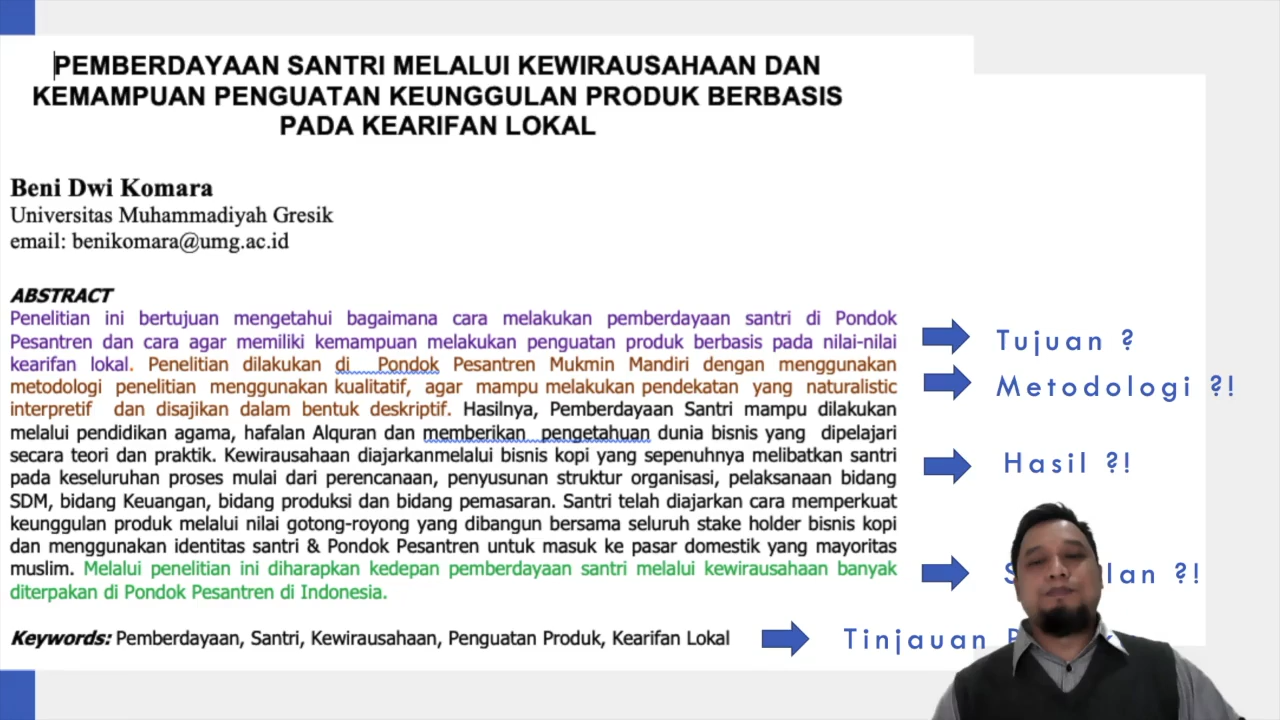 PEMBERDAYAAN SANTRI MELALUI KEWIRAUSAHAAN DAN
KEMAMPUAN PENGUATAN KEUNGGULAN PRODUK BERBASIS
PADA KEARIFAN LOKAL
Beni Dwi Komara
Universitas Muhammadiyah Gresik
email: benikomara@umg.ac.id
ABSTRACT
Penelitian ini bertujuan mengetahui bagaimana cara melakukan pemberdayaan santri di Pondok
Pesantren dan cara agar memiliki kemampuan melakukan penguatan produk berbasis pada nilai-nilai
kearifan lokal. Penelitian dilakukan di Pondok Pesantren Mukmin Mandiri dengan menggunakan
metodologi penelitian menggunakan kualitatif, agar mampu melakukan pendekatan yang naturalistic
interpretif dan disajikan dalam bentuk deskriptif. Hasilnya, Pemberdayaan Santri mampu dilakukan
melalui pendidikan agama, hafalan Alquran dan memberikan pengetahuan dunia bisnis yang dipelajari
secara teori dan praktik. Kewirausahaan diajarkanmelalui bisnis kopi yang sepenuhnya melibatkan santri
pada keseluruhan proses mulai dari perencanaan, penyusunan struktur organisasi, pelaksanaan bidang
SDM, bidang Keuangan, bidang produksi dan bidang pemasaran. Santri telah diajarkan cara memperkuat
keunggulan produk melalui nilai gotong-royong yang dibangun bersama seluruh stake holder bisnis kopi
dan menggunakan identitas santri & Pondok Pesantren untuk masuk ke pasar domestik yang mayoritas
muslim. Melalui penelitian ini diharapkan kedepan pemberdayaan santri melalui kewirausahaan banyak
diterpakan di Pondok Pesantren di Indonesia.
Keywords: Pemberdayaan, Santri, Kewirausahaan, Penguatan Produk, Kearifan Lokal
Tujuan ?
Metodologi ?!
Hasil ?!
?!
Tinjauan